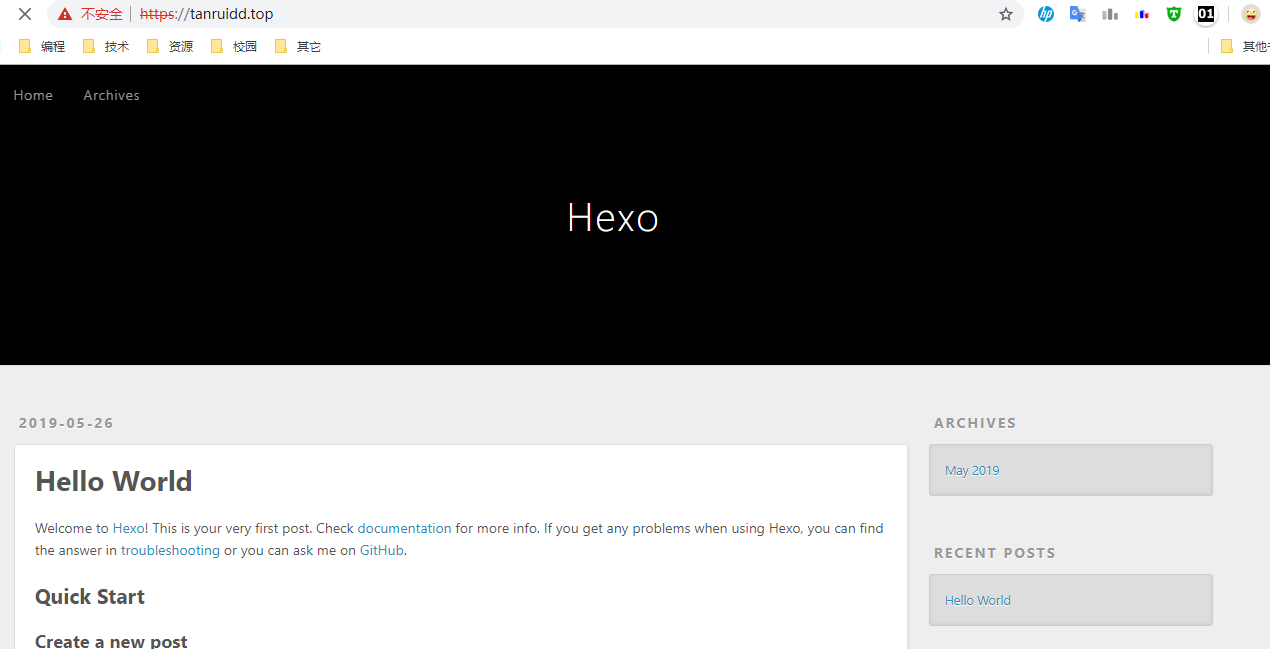 不安全 https://tanruidd.top 01
编程 技术 资源 校园 其它 其他
Home Archives
Hexo
2019-05-26
Hello World
Welcome to Hexo! This is your very first post. Check documentation for more info. If you get any problems when using Hexo, you can find
the answer in troubleshooting or you can ask me on GitHub.
Quick Start
Create a new post
ARCHIVES
May 2019
RECENT POSTS
Hello World